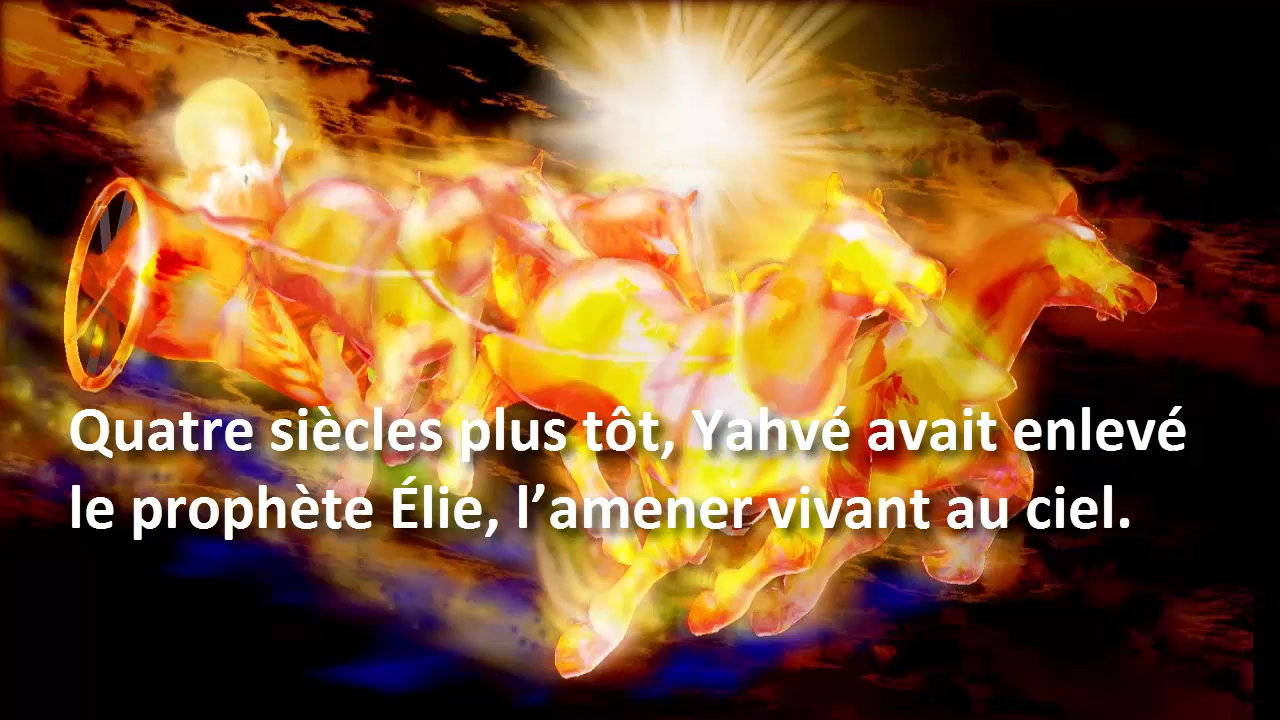 Quatre siècles plus tôt, Yahvé avait enlevé
le prophète Élie, l’amener vivant au ciel.